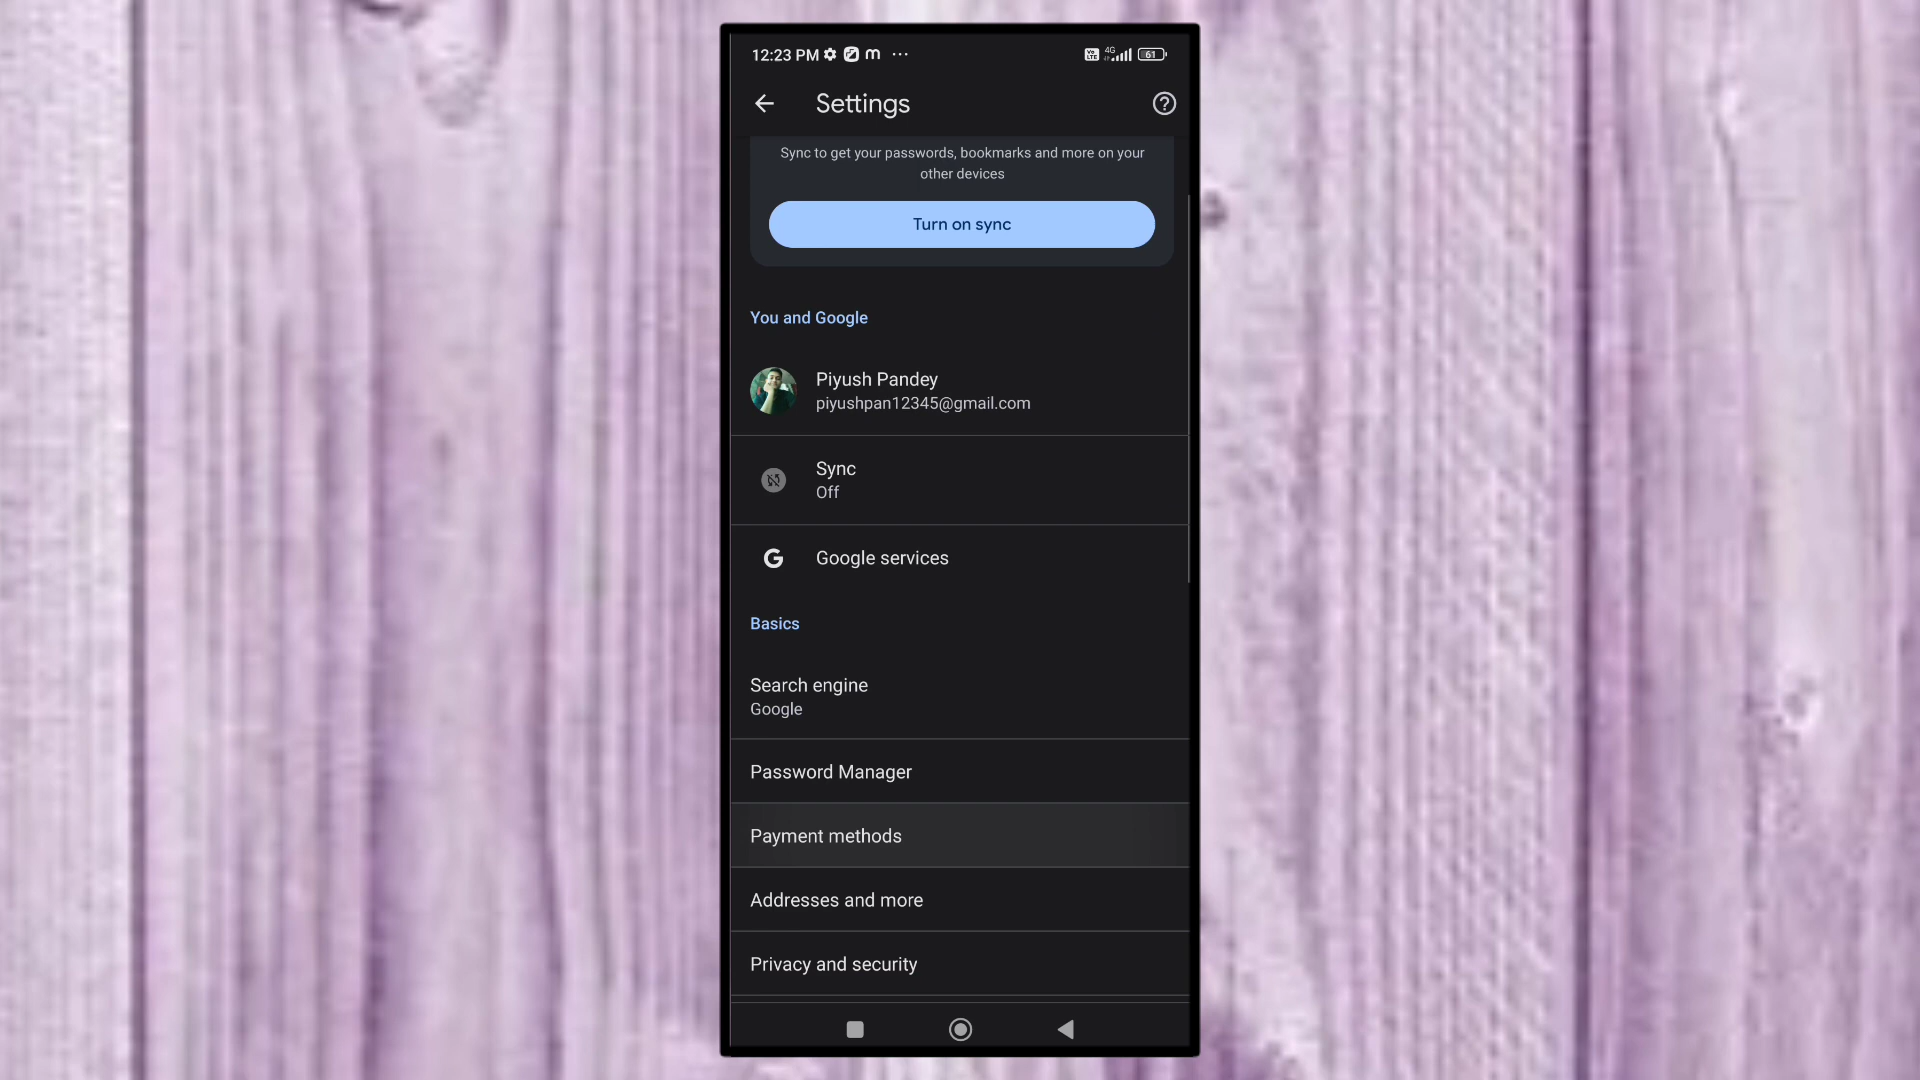 12:23 PM
4G
61
Settings
Sync to get your passwords, bookmarks and more on your
other devices
Turn on sync
You and Google
Piyush Pandey
piyushpan12345@gmail.com
Sync
Off
Google services
Basics
Search engine
Google
Password Manager
Payment methods
Addresses and more
Privacy and security